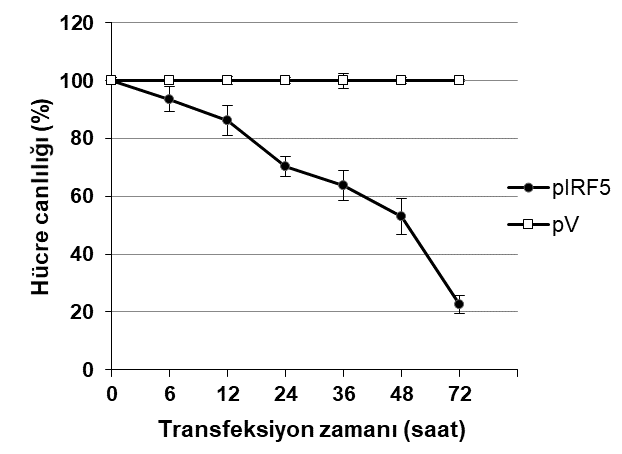 120
100
80
60
40
20
0
Hücre canlılığı (%)
0 6 12 24 36 48 72
Transfeksiyon zamanı (saat)
pIRF5
pV